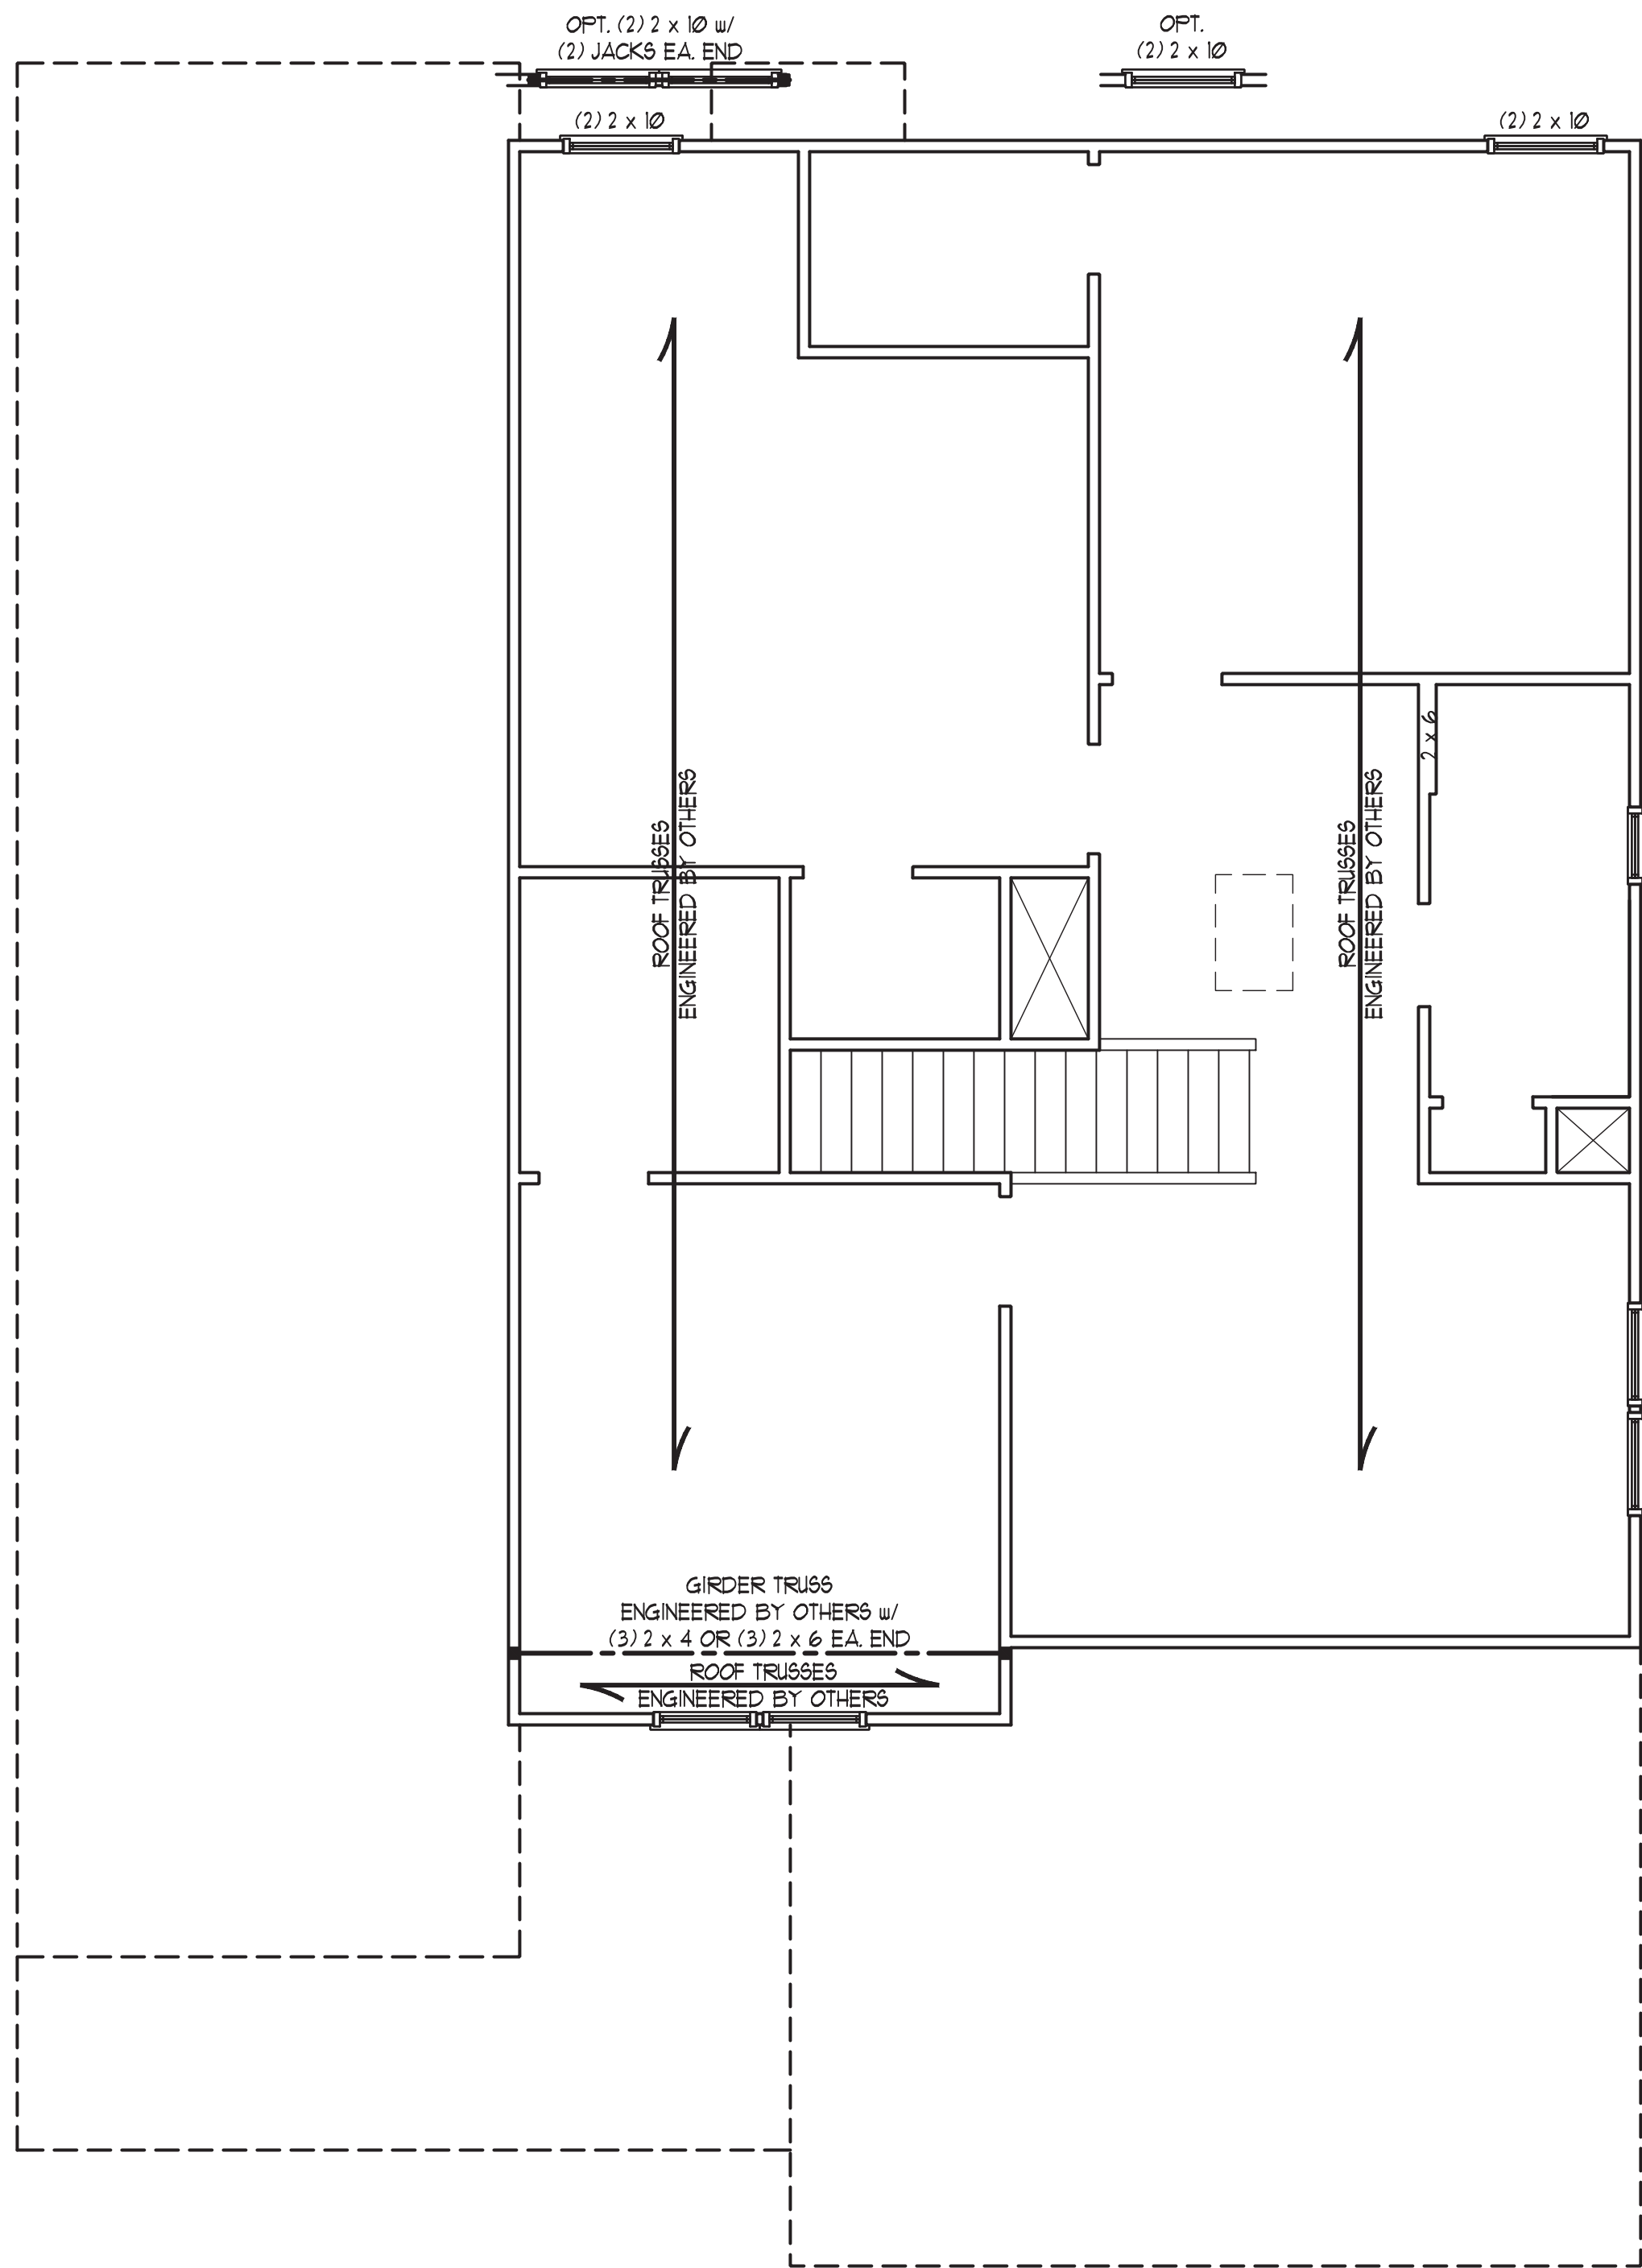 OPT. (2) 2 x 10 w/
(2) JACKS EA. END
OPT.
(2) 2 x 10
(2) 2 x 10
(2) 2 x 10
2 x 6
ROOF TRUSSES
ENGINEERED BY OTHERS
ROOF TRUSSES
ENGINEERED BY OTHERS
GIRDER TRUSS
ENGINEERED BY OTHERS w/
(3) 2 x 4 OR (3) 2 x 6 EA. END
ROOF TRUSSES
ENGINEERED BY OTHERS